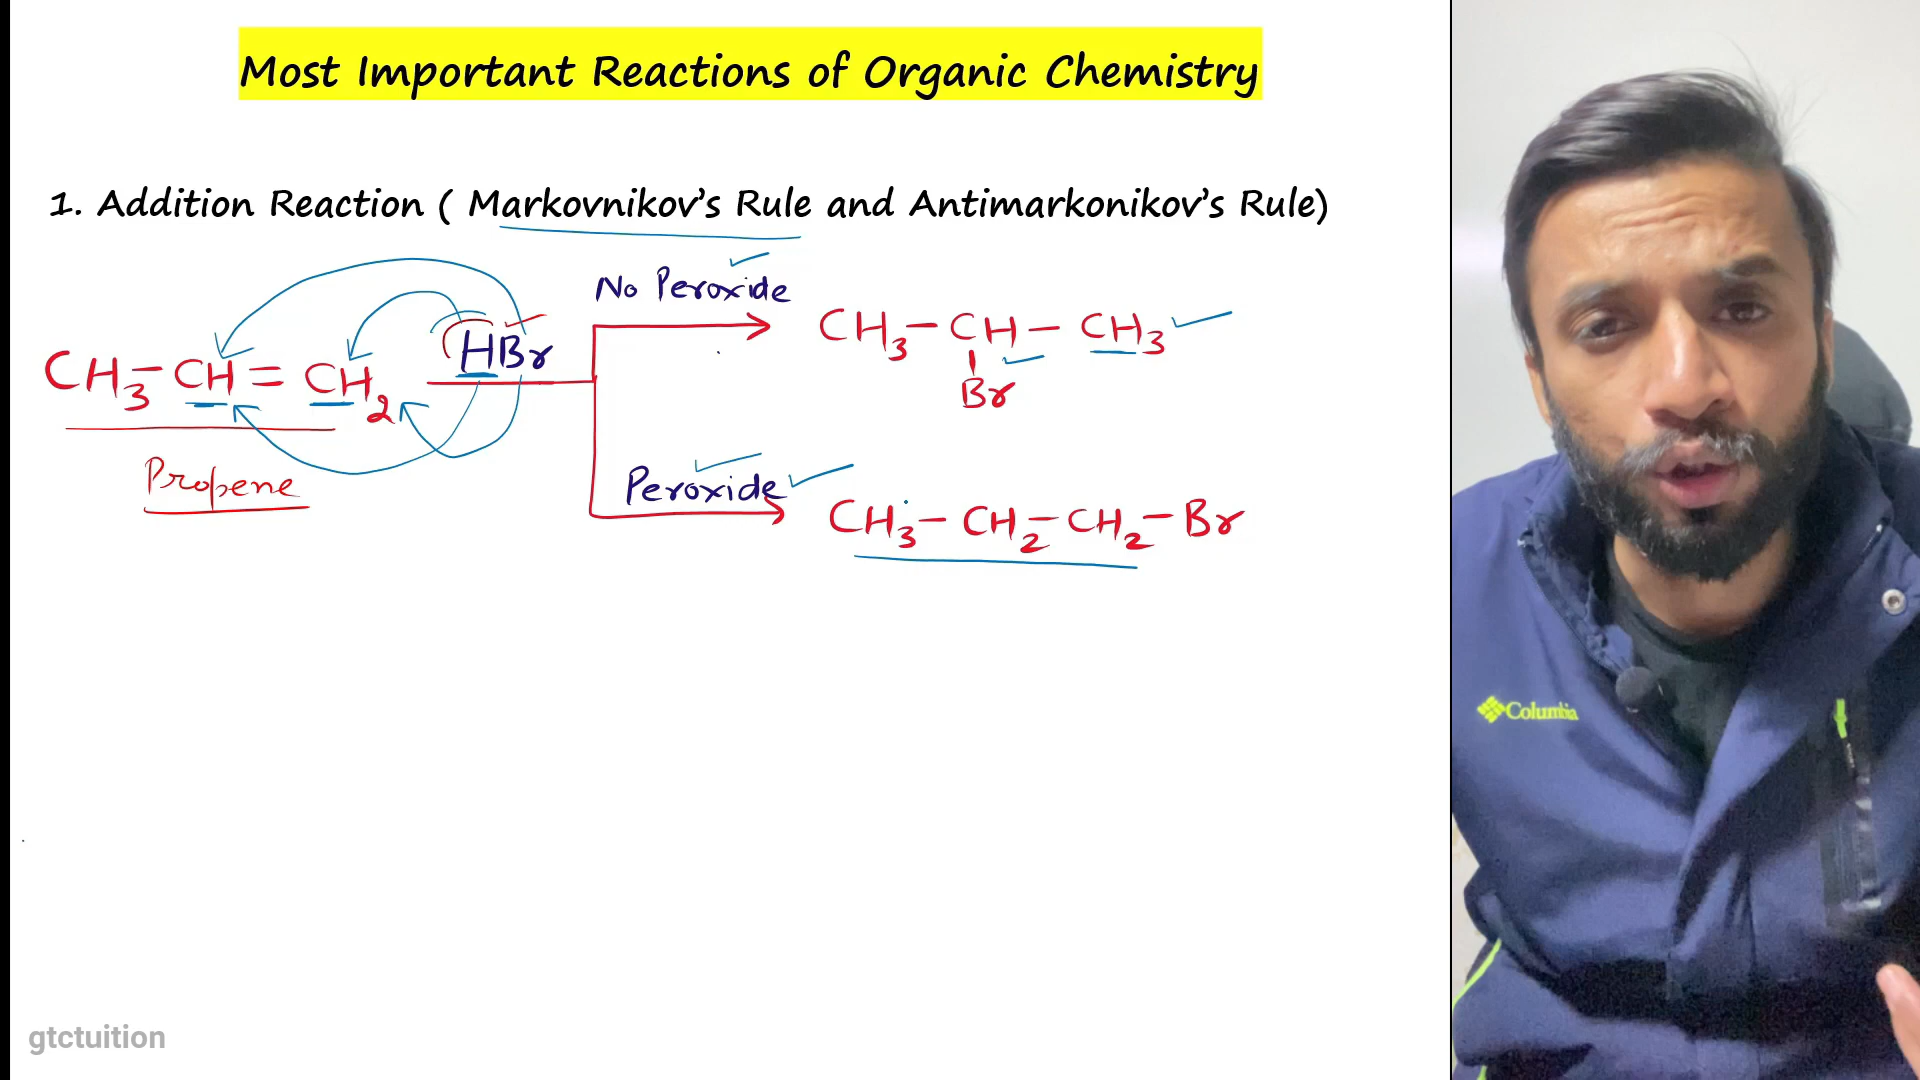 Most Important Reactions of Organic Chemistry
1. Addition Reaction ( Markovnikov's Rule and Antimarkonikov's Rule)
No Peroxide
CH3-CH=CH2
HBr
CH3-CH-CH3
Br
Propene
Peroxide
CH3-CH2-CH2-Br
Columbia
gtctuition